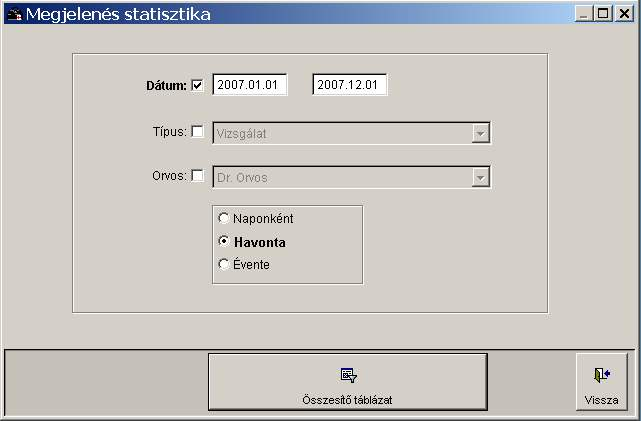 Megjelenés statisztika
Dátum: 2007.01.01 2007.12.01
Típus: Vizsgálat
Orvos: Dr. Orvos
Naponként
Havonta
Évente
Összesítő táblázat
Vissza